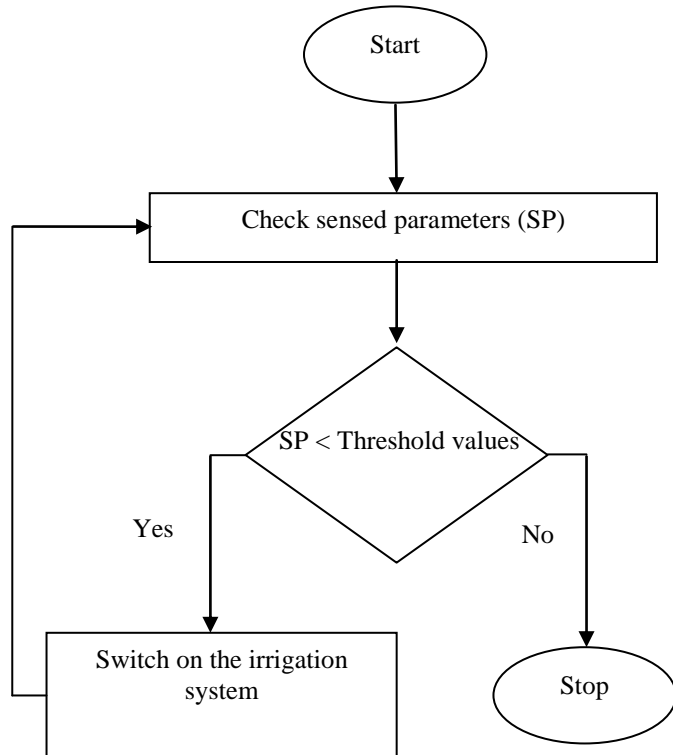 Start
Check sensed parameters (SP)
SP < Threshold values
Yes
No
Switch on the irrigation
system
Stop